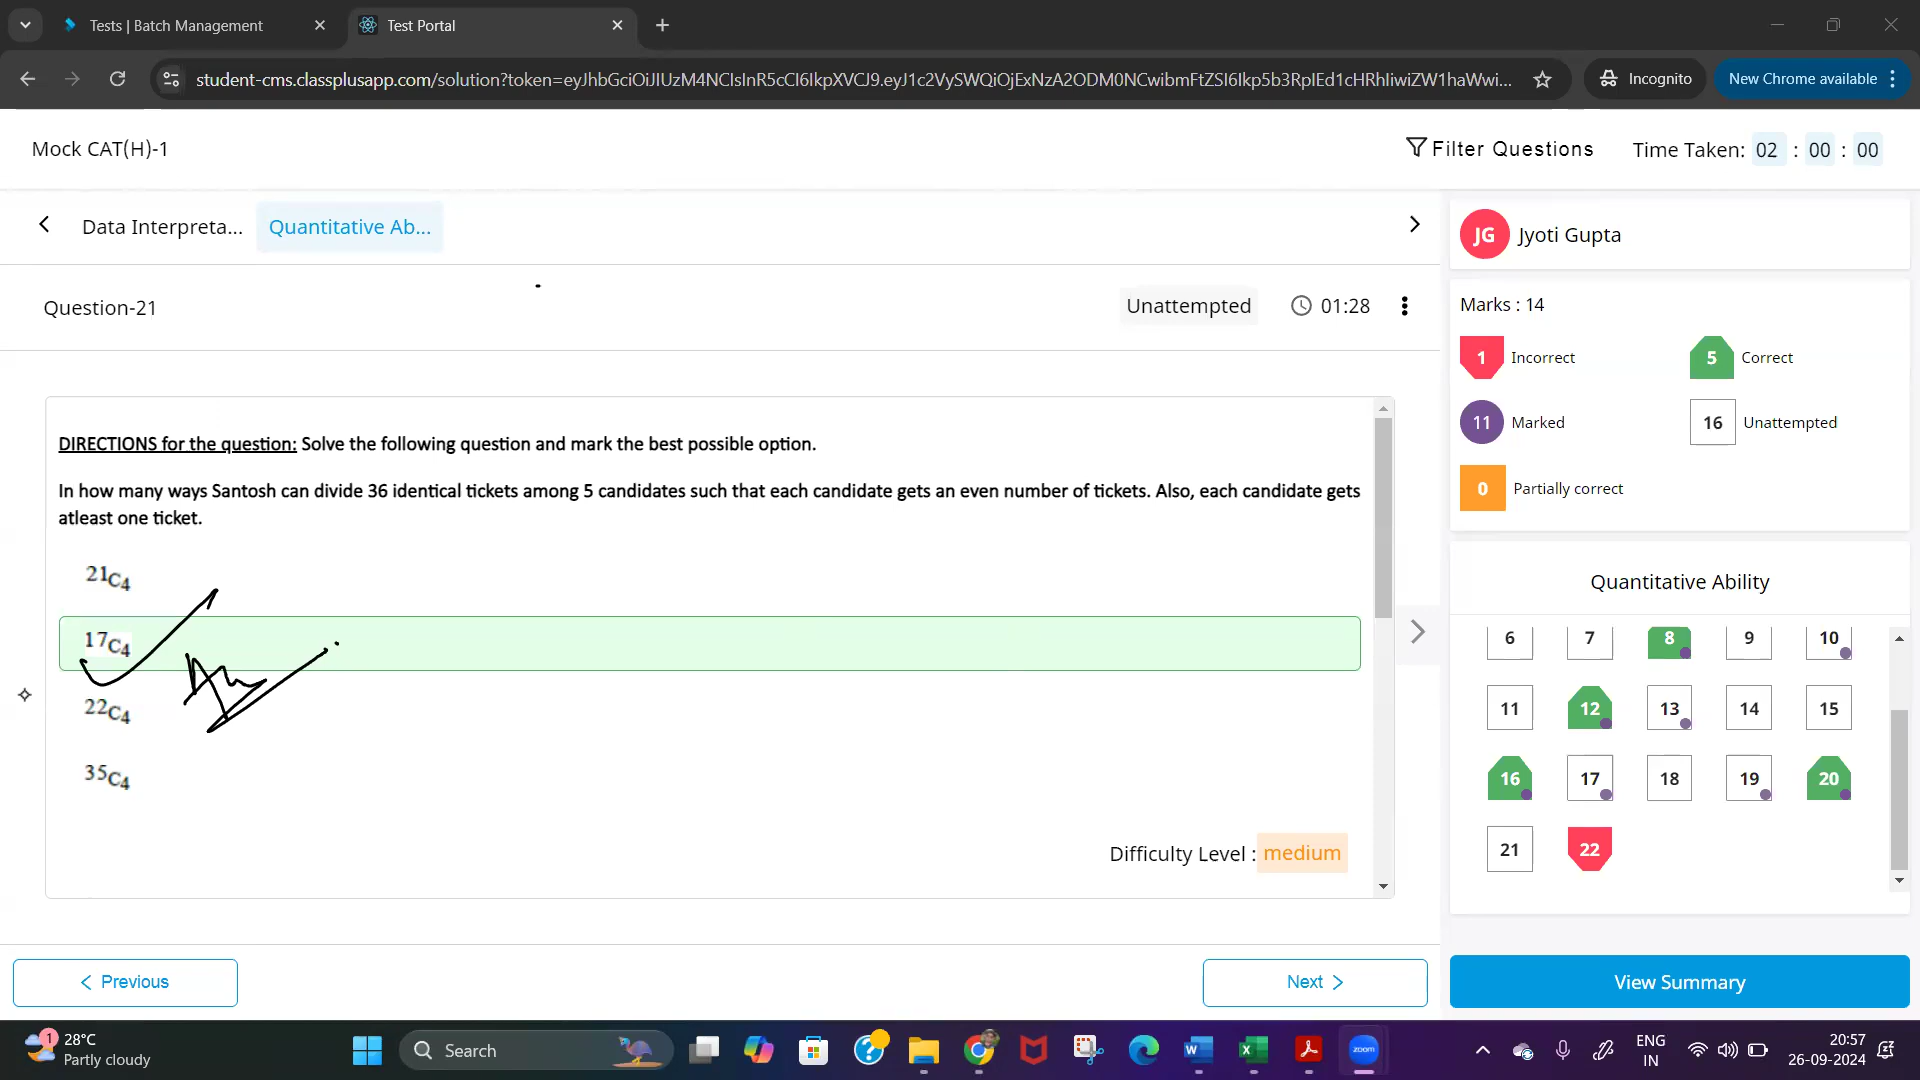 Tests | Batch Management
Test Portal
student-cms.classplusapp.com/solution?token=eyJhbGciOiJIUzM4NCIsInR5cCI6IkpXVCJ9.eyJ1c2VySWQiOjExNzA2ODM0NCwibmFtZSI6Ikp5b3RpIEd1cHRhIiwiZW1haWwi...
Incognito
New Chrome available
Mock CAT(H)-1
Filter Questions
Time Taken: 02 : 00 : 00
Data Interpreta...
Quantitative Ab...
JG Jyoti Gupta
Question-21
Unattempted
01:28
Marks : 14
1 Incorrect
5 Correct
11 Marked
16 Unattempted
0 Partially correct
DIRECTIONS for the question: Solve the following question and mark the best possible option.
In how many ways Santosh can divide 36 identical tickets among 5 candidates such that each candidate gets an even number of tickets. Also, each candidate gets
atleast one ticket.
21C4
17C4
22C4
35C4
Difficulty Level : medium
Quantitative Ability
6 7 8 9 10
11 12 13 14 15
16 17 18 19 20
21 22
Previous
Next
View Summary
1
28°C
Partly cloudy
Search
zoom
ENG
IN
20:57
26-09-2024